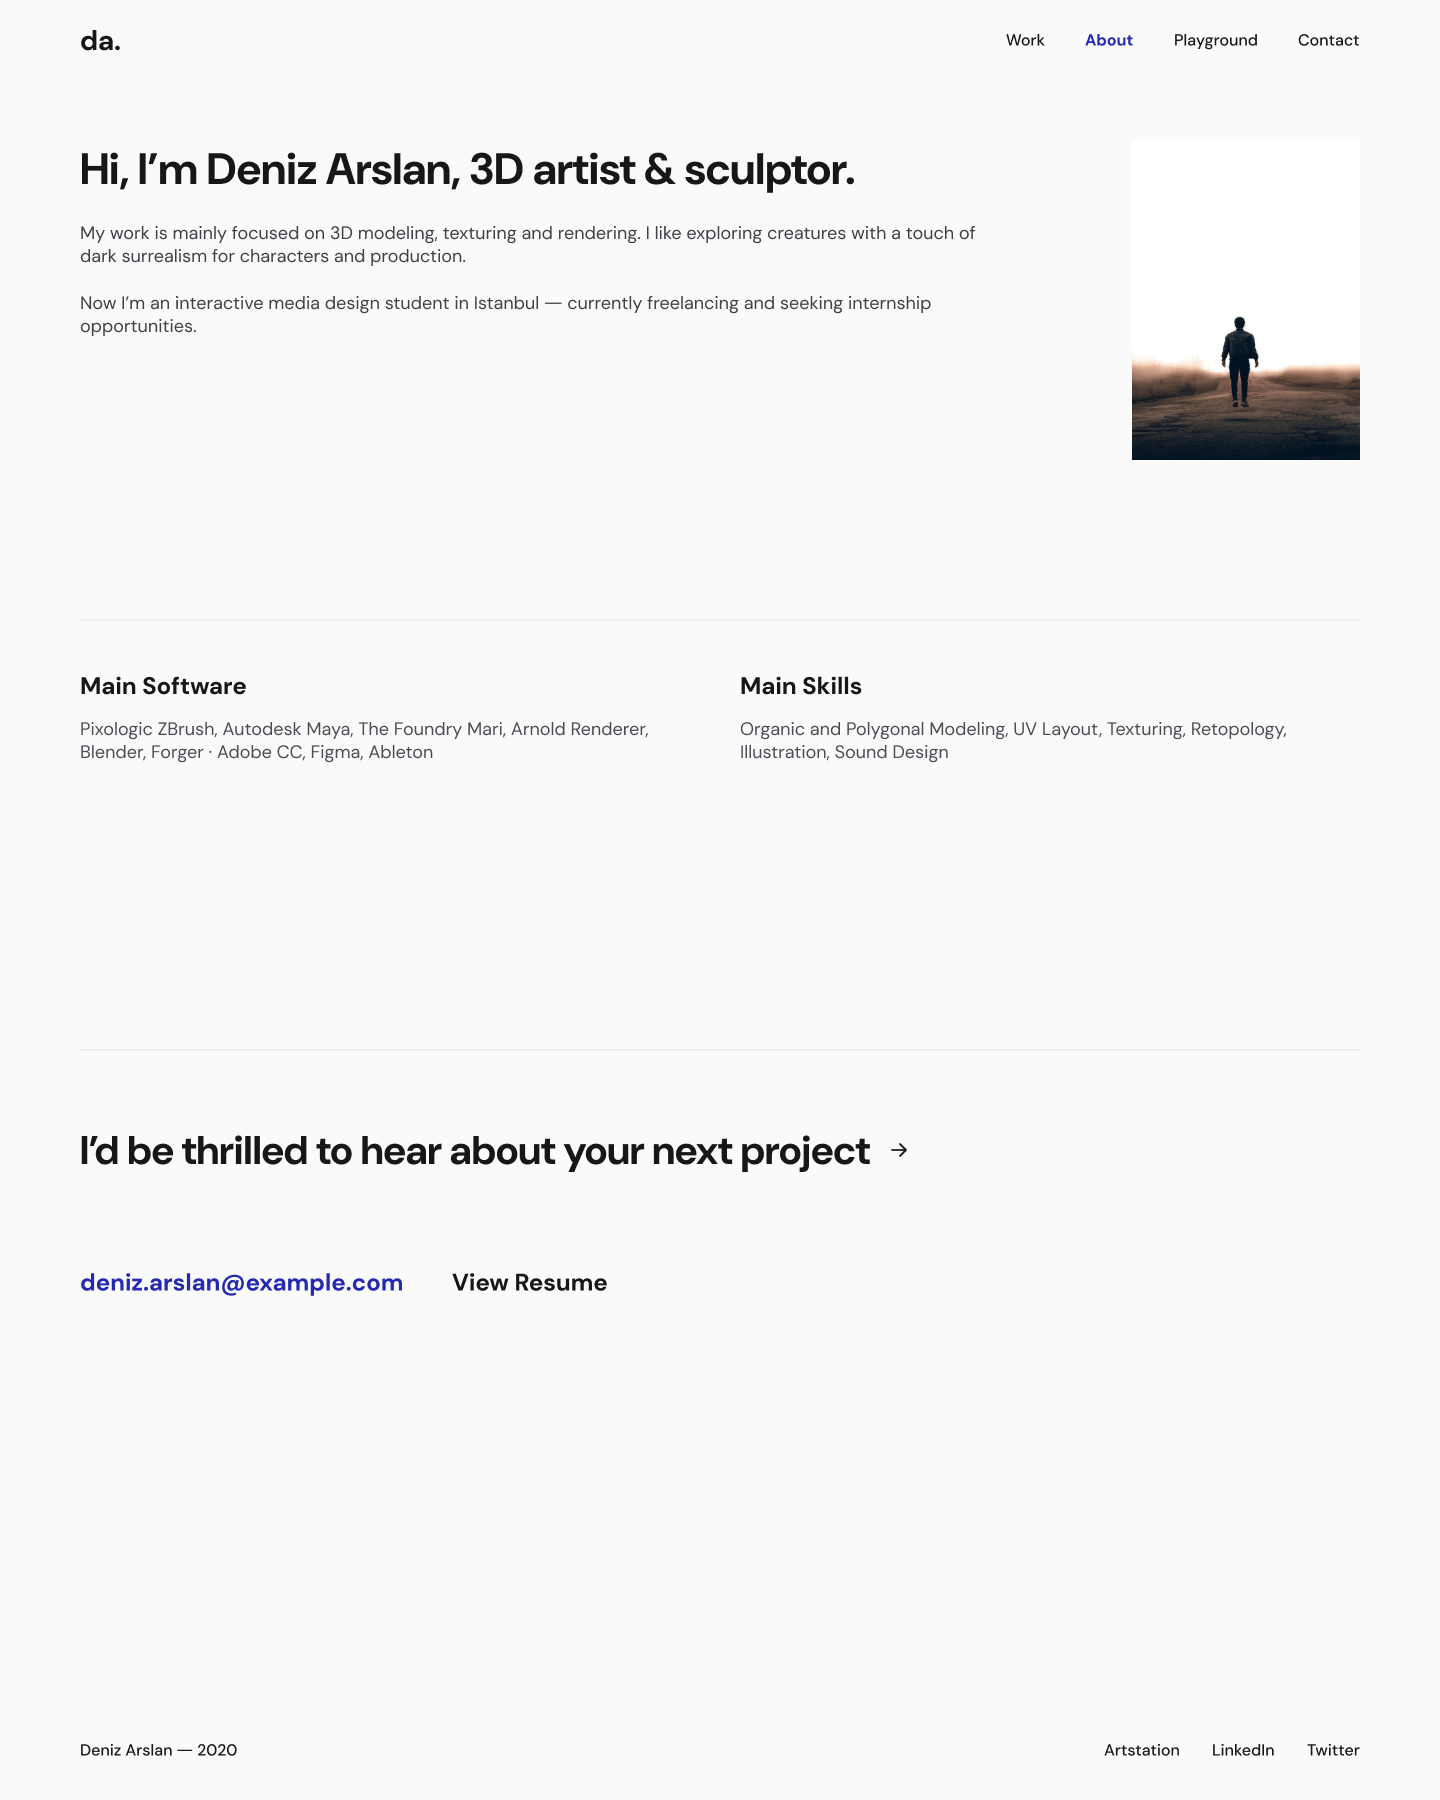 da.
Work
About
Playground
Contact
Hi, I’m Deniz Arslan, 3D artist & sculptor.
My work is mainly focused on 3D modeling, texturing and rendering. I like exploring creatures with a touch of
dark surrealism for characters and production.
Now I’m an interactive media design student in Istanbul — currently freelancing and seeking internship
opportunities.
Main Software
Pixologic ZBrush, Autodesk Maya, The Foundry Mari, Arnold Renderer,
Blender, Forger · Adobe CC, Figma, Ableton
Main Skills
Organic and Polygonal Modeling, UV Layout, Texturing, Retopology,
Illustration, Sound Design
I’d be thrilled to hear about your next project →
deniz.arslan@example.com
View Resume
Deniz Arslan — 2020
Artstation
LinkedIn
Twitter